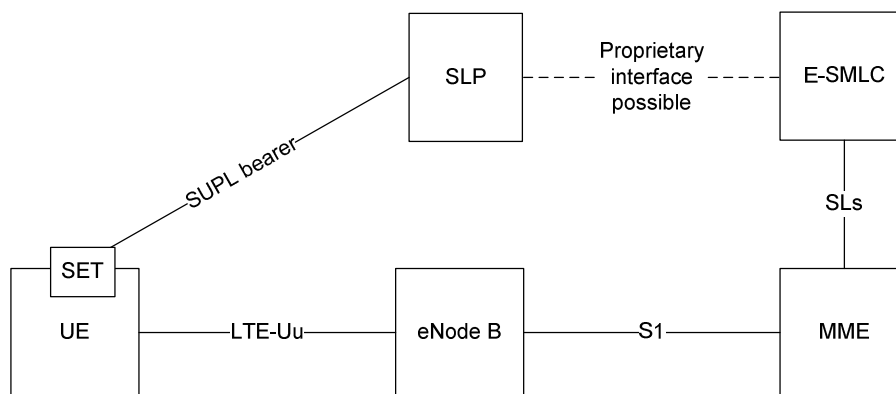 SLP
Proprietary
interface
possible
E-SMLC
SUPL bearer
SLs
SET
UE
LTE-Uu
eNode B
S1
MME